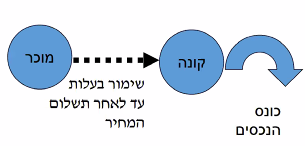 מוכר
קונה
שימור בעלות
עד לאחר תשלום
המחיר
כונס
הנכסים